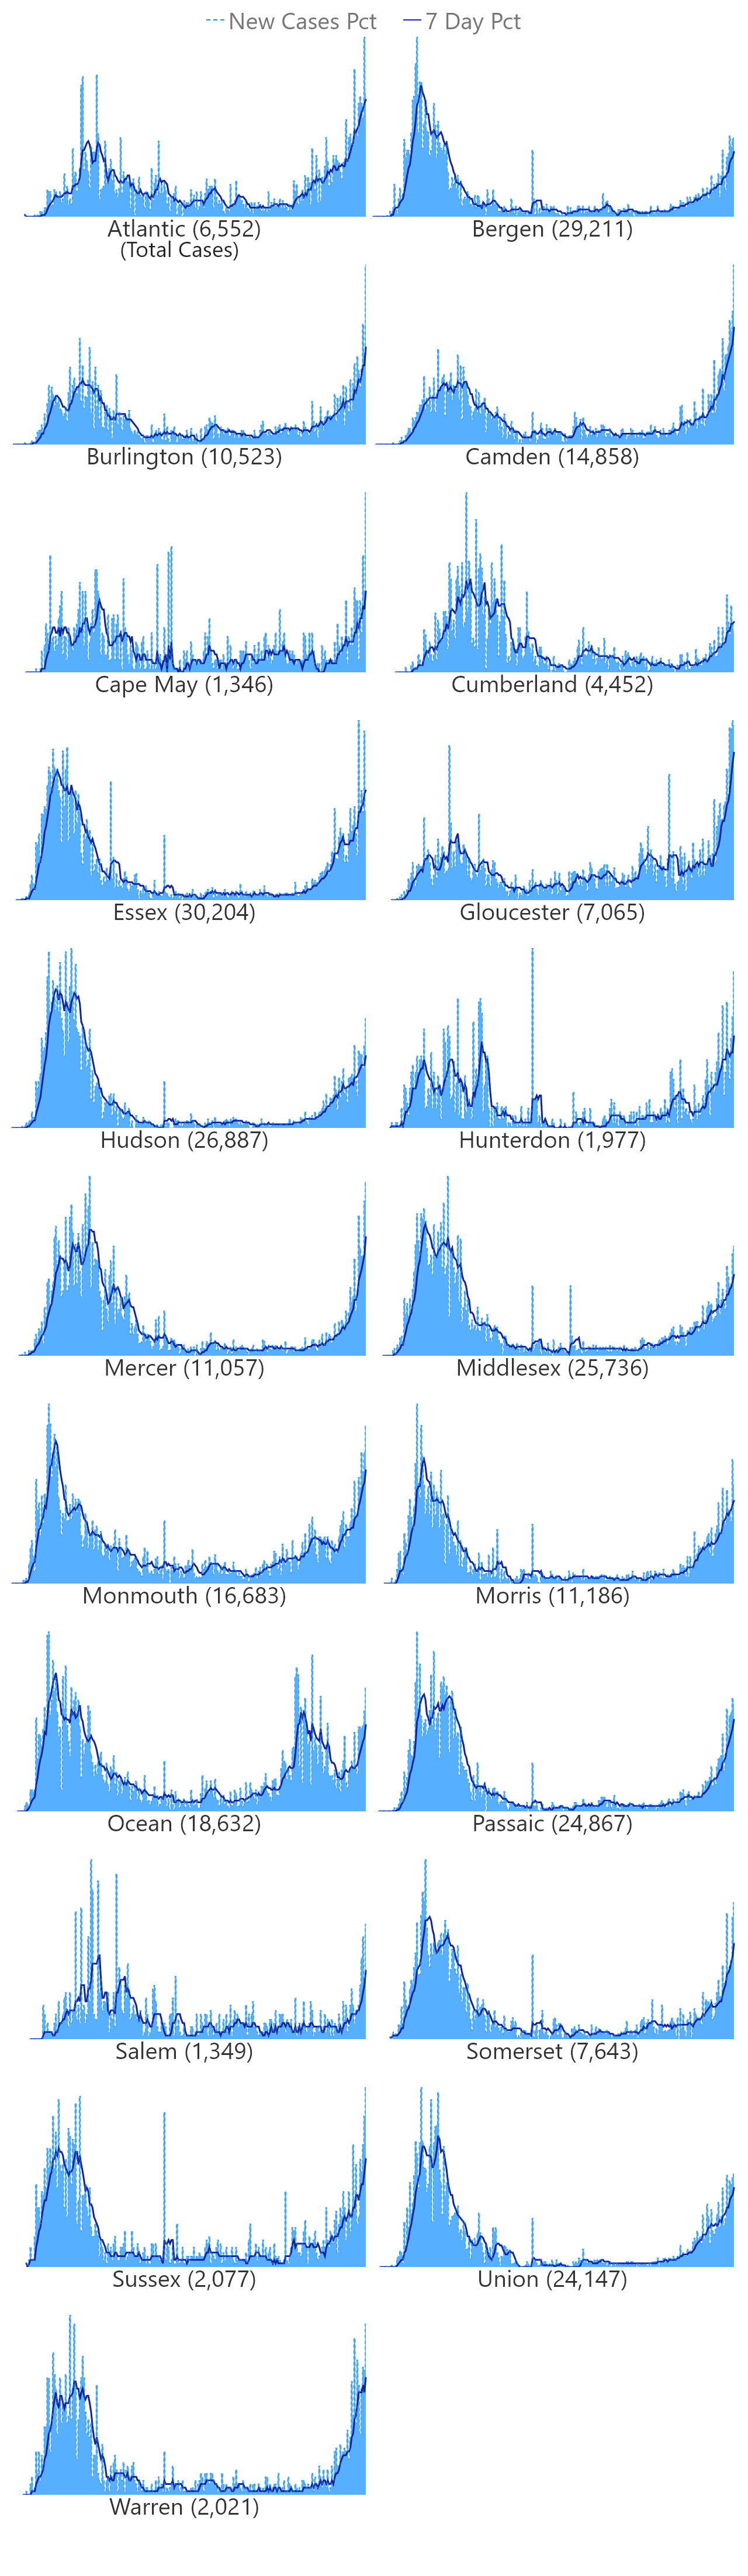 New Cases Pct 7 Day Pct
Atlantic (6,552) Bergen (29,211)
(Total Cases)
Burlington (10,523) Camden (14,858)
Cape May (1,346) Cumberland (4,452)
Essex (30,204) Gloucester (7,065)
Hudson (26,887) Hunterdon (1,977)
Mercer (11,057) Middlesex (25,736)
Monmouth (16,683) Morris (11,186)
Ocean (18,632) Passaic (24,867)
Salem (1,349) Somerset (7,643)
Sussex (2,077) Union (24,147)
Warren (2,021)